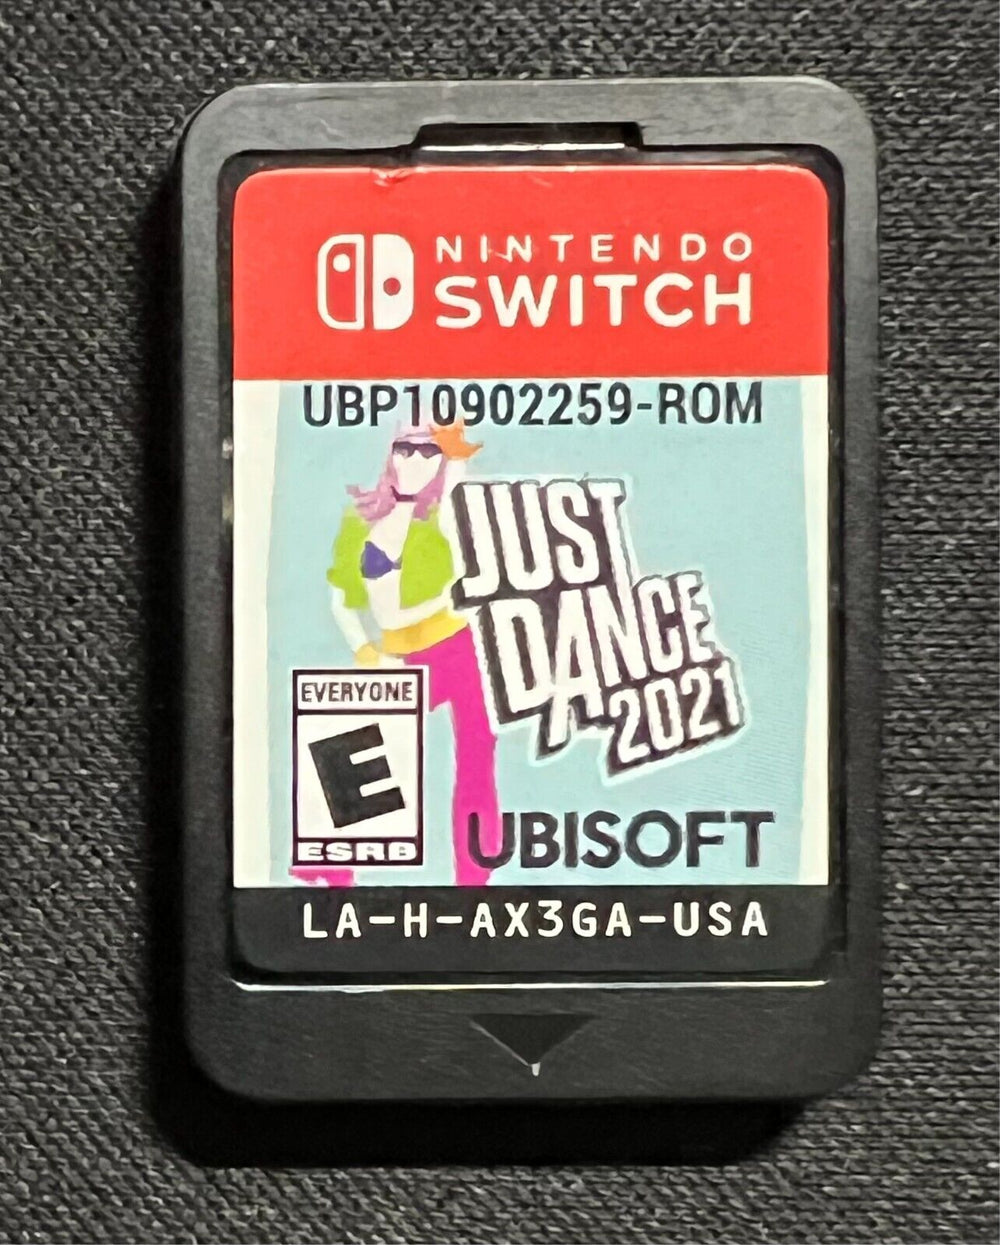 NINTENDO
SWITCH
UBP10902259-ROM
JUST
DANCE
2021
EVERYONE
E
ESRB
UBISOFT
LA-H-AX3GA-USA